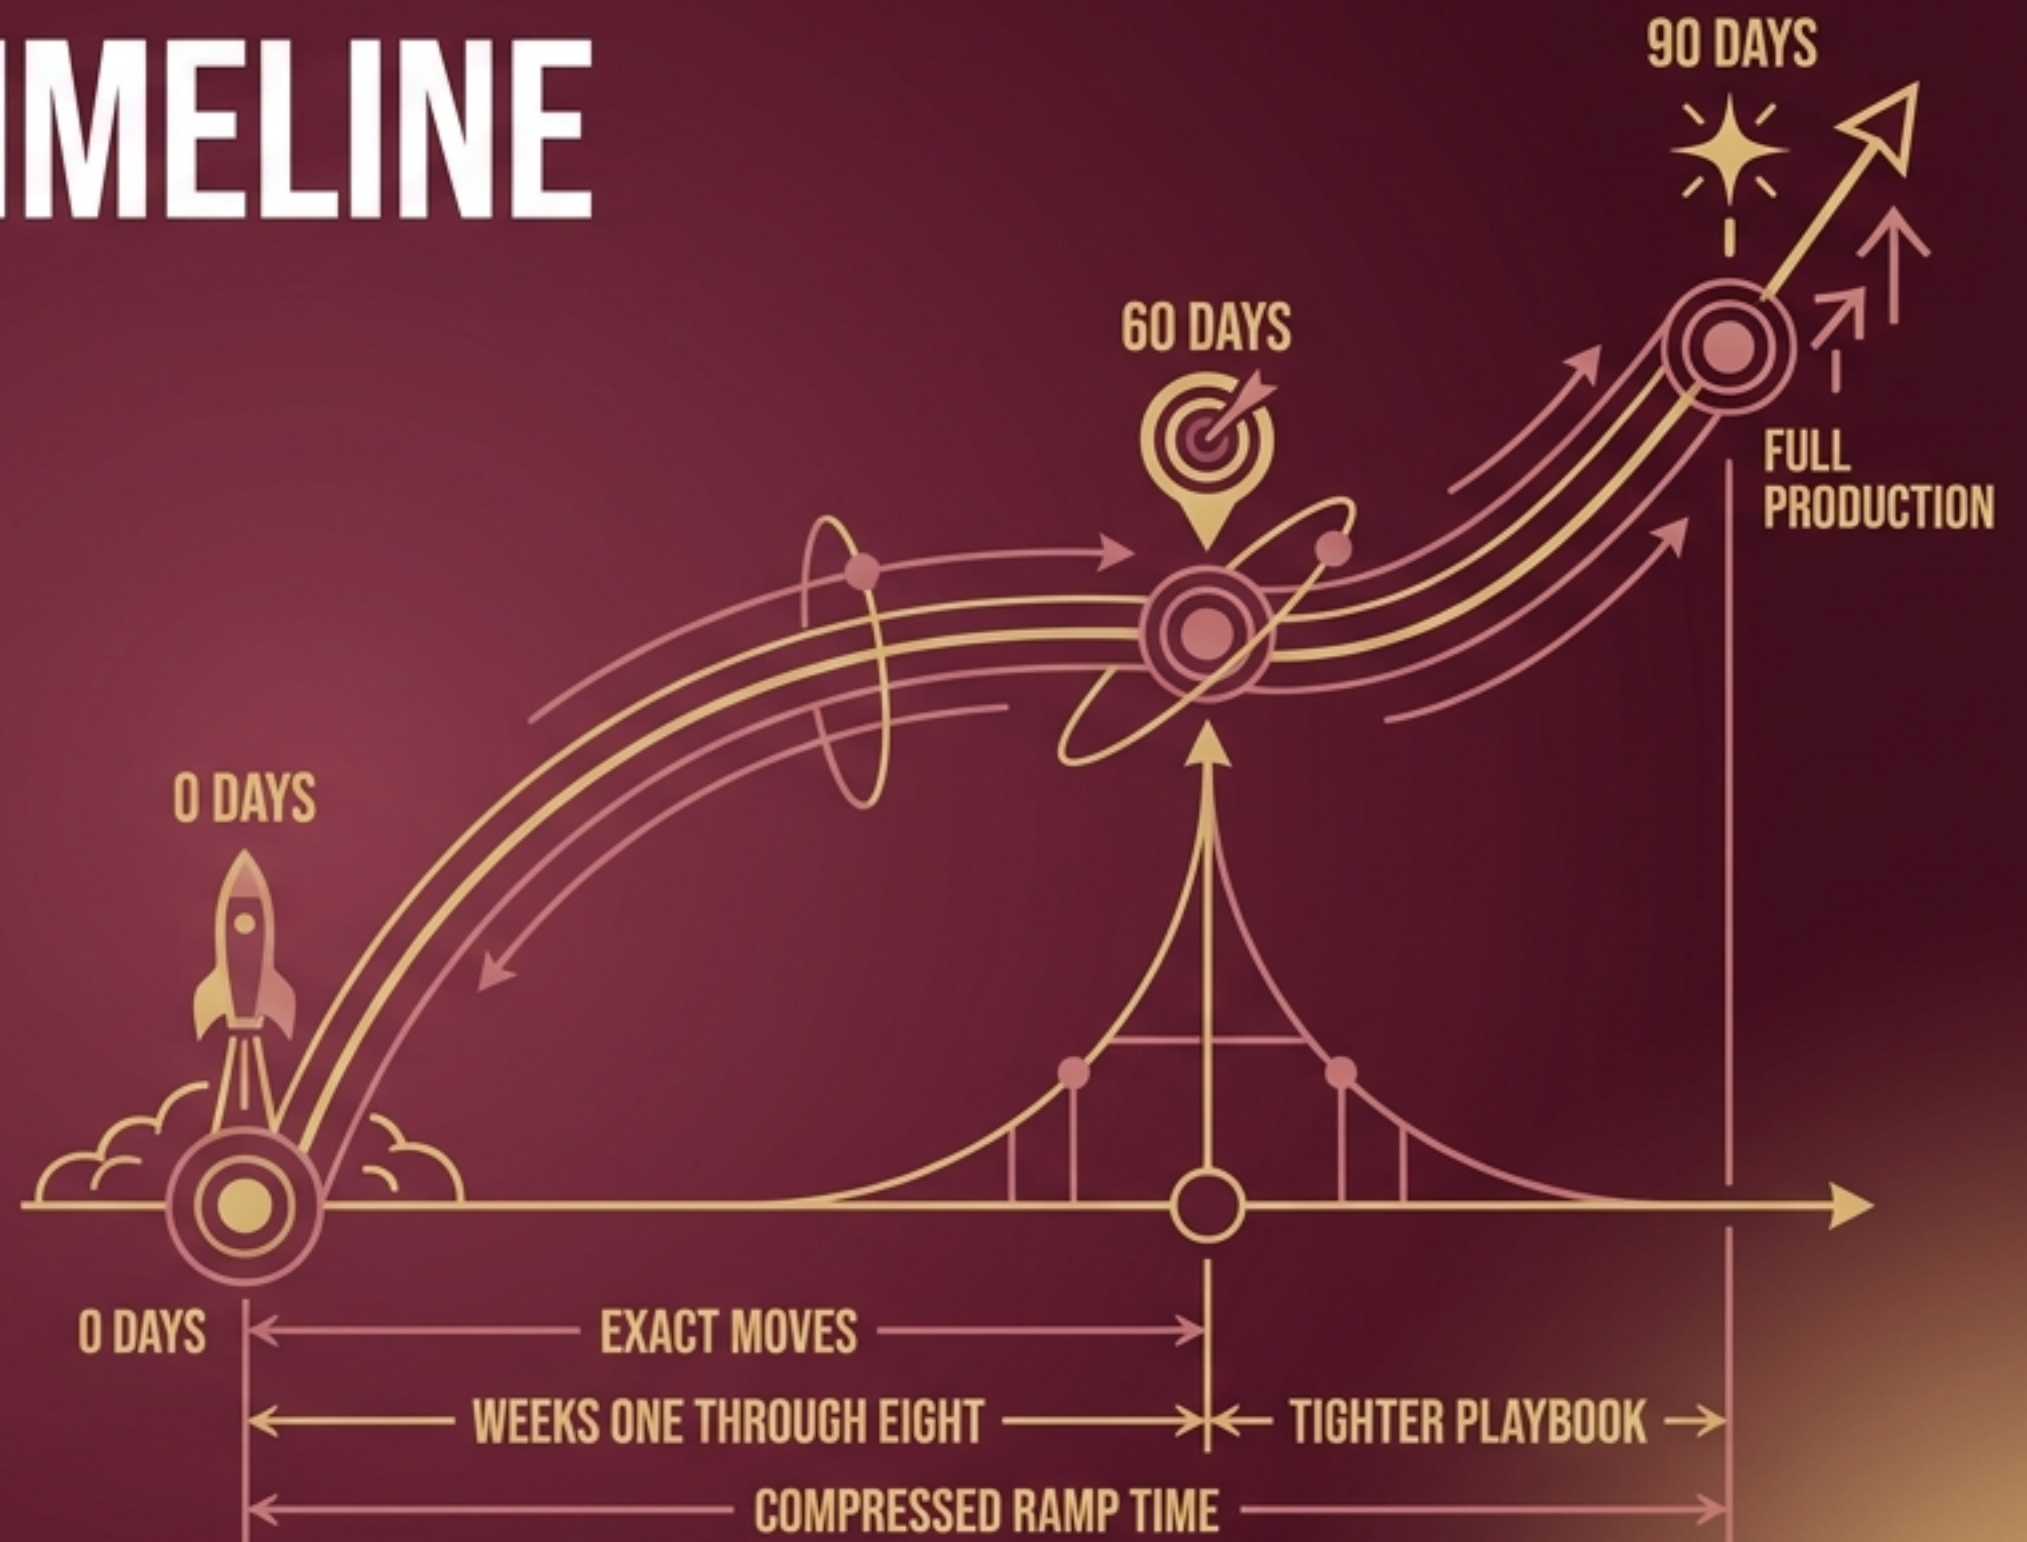 IMELINE
90 DAYS
60 DAYS
FULL
PRODUCTION
0 DAYS
0 DAYS
EXACT MOVES
WEEKS ONE THROUGH EIGHT
TIGHTER PLAYBOOK
COMPRESSED RAMP TIME